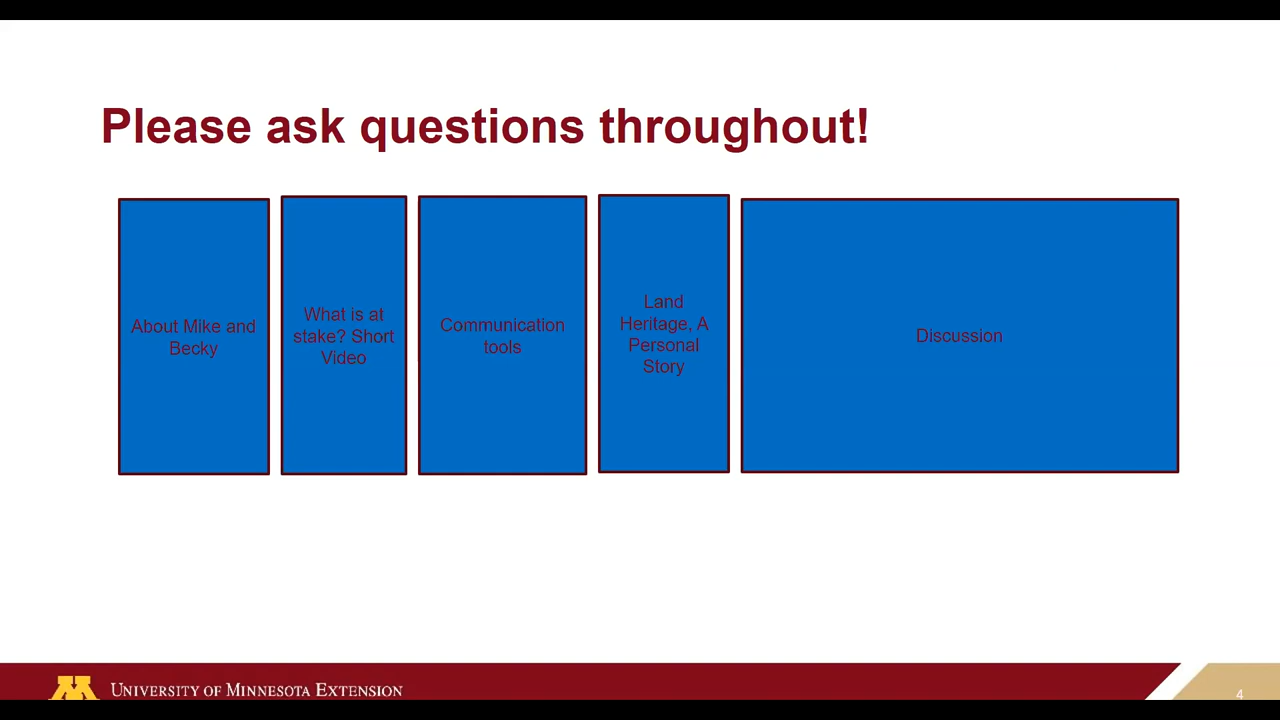 Please ask questions throughout!
About Mike and
Becky
What is at
stake? Short
Video
Communication
tools
Land
Heritage, A
Personal
Story
Discussion
UNIVERSITY OF MINNESOTA EXTENSION
4